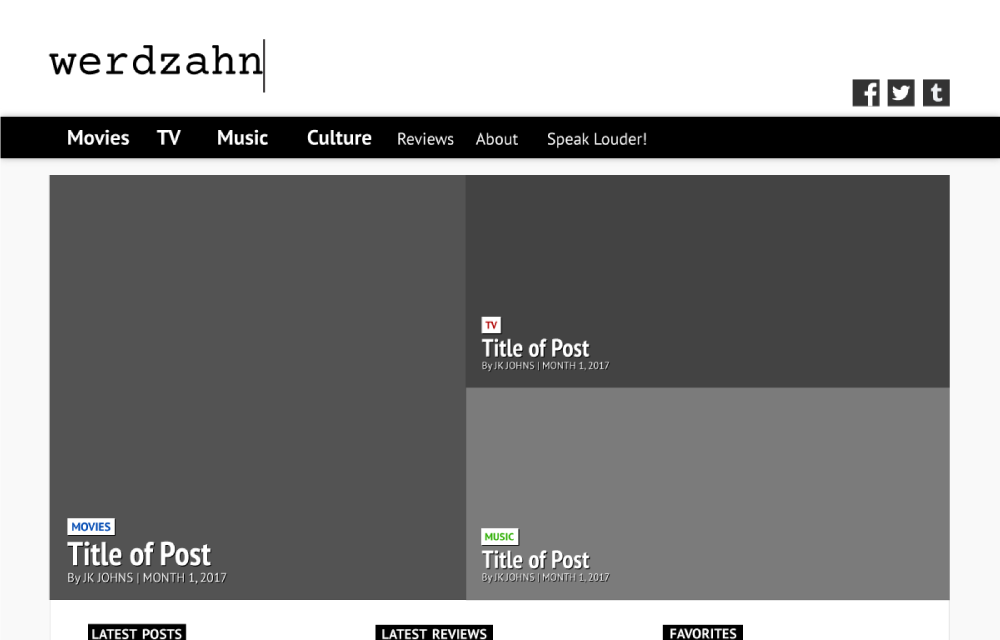 werdzahn
f t
Movies TV Music Culture Reviews About Speak Louder!
TV
Title of Post
By JK JOHNS | MONTH 1, 2017
MOVIES
Title of Post
By JK JOHNS | MONTH 1, 2017
MUSIC
Title of Post
By JK JOHNS | MONTH 1, 2017
LATEST POSTS LATEST REVIEWS FAVORITES